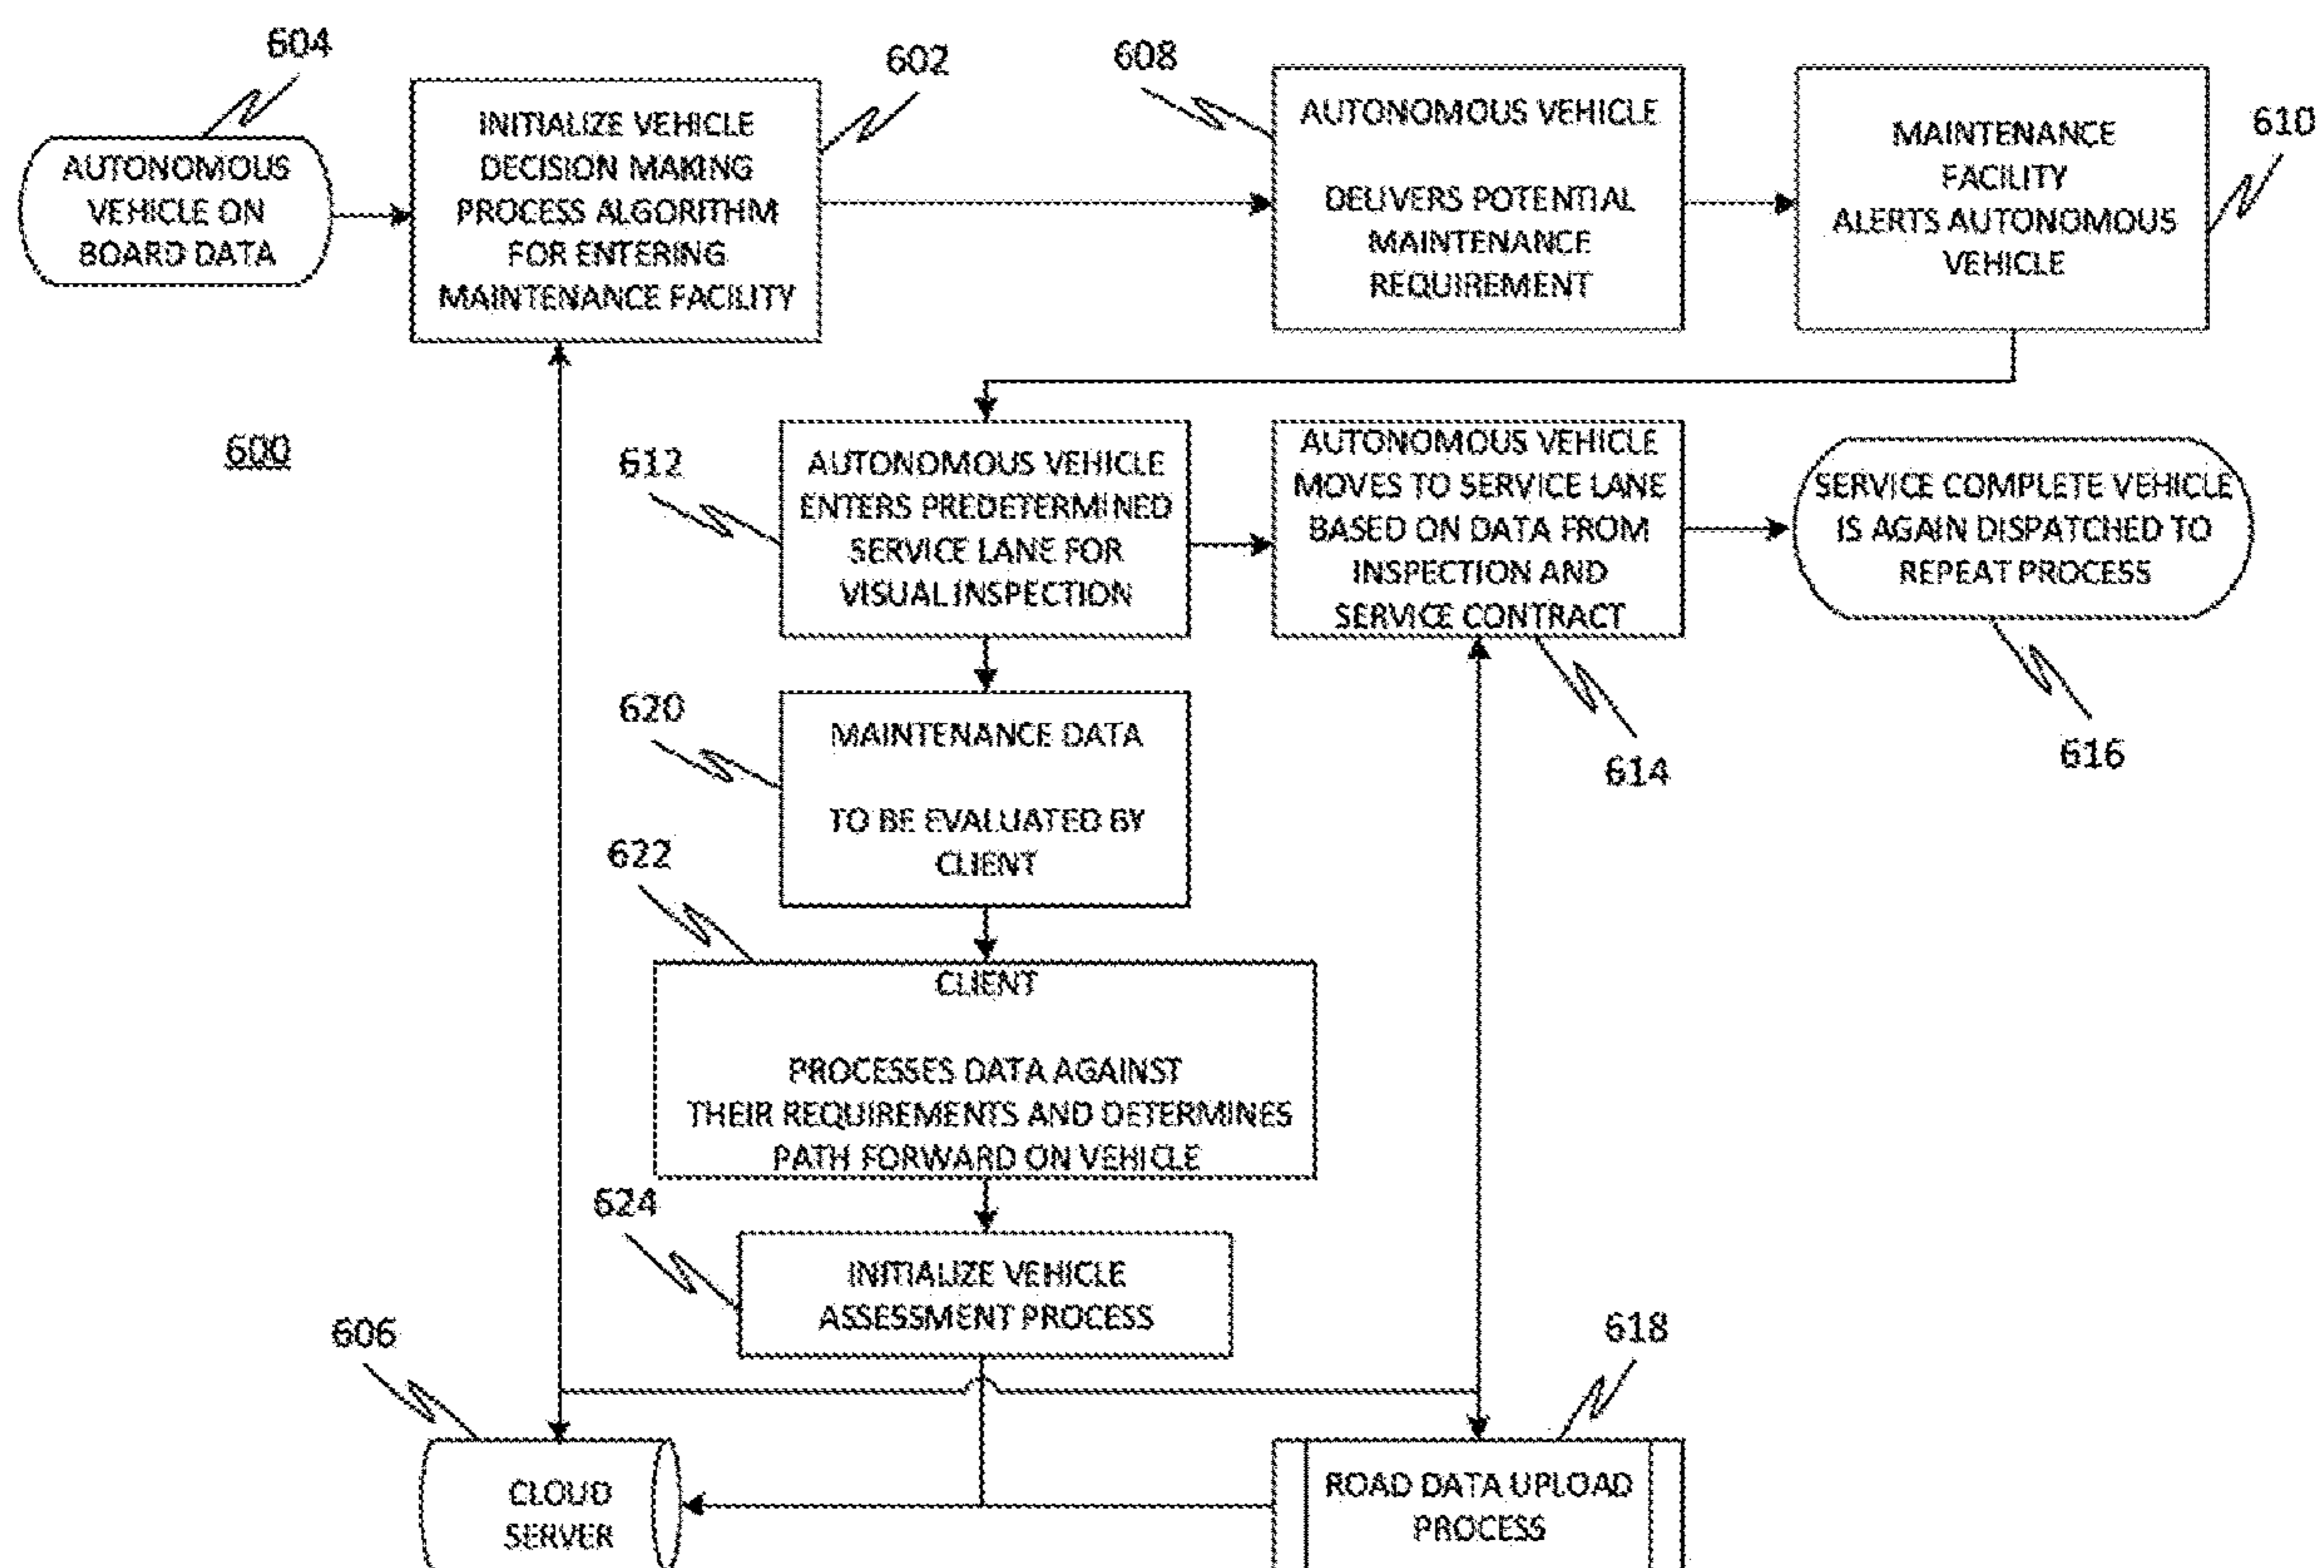 604
602
608
610
AUTONOMOUS
VEHICLE ON
BOARD DATA
INITIALIZE VEHICLE
DECISION MAKING
PROCESS ALGORITHM
FOR ENTERING
MAINTENANCE FACILITY
AUTONOMOUS VEHICLE
DELIVERS POTENTIAL
MAINTENANCE
REQUIREMENT
MAINTENANCE
FACILITY
ALERTS AUTONOMOUS
VEHICLE
600
612
AUTONOMOUS VEHICLE
ENTERS PREDETERMINED
SERVICE LANE FOR
VISUAL INSPECTION
AUTONOMOUS VEHICLE
MOVES TO SERVICE LANE
BASED ON DATA FROM
INSPECTION AND
SERVICE CONTRACT
SERVICE COMPLETE VEHICLE
IS AGAIN DISPATCHED TO
REPEAT PROCESS
614
616
620
MAINTENANCE DATA
TO BE EVALUATED BY
CLIENT
622
CLIENT
PROCESSES DATA AGAINST
THEIR REQUIREMENTS AND DETERMINES
PATH FORWARD ON VEHICLE
624
INITIALIZE VEHICLE
ASSESSMENT PROCESS
606
618
CLOUD
SERVER
ROAD DATA UPLOAD
PROCESS